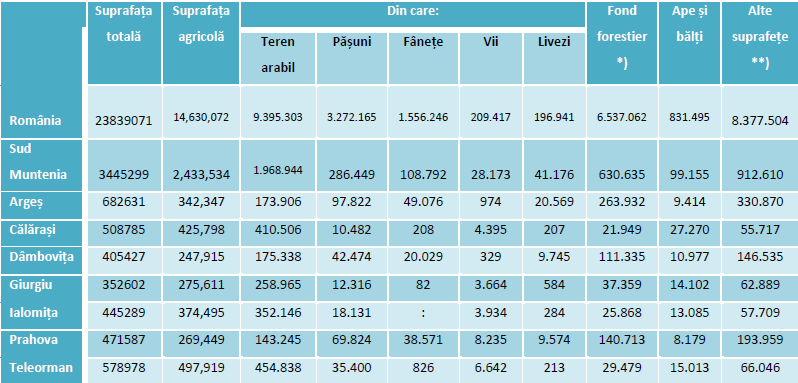 Suprafața totală Suprafața agricolă Din care: Fond forestier *) Ape și bălți Alte suprafețe **)
Teren arabil Pășuni Fânețe Vii Livezi
România 23839071 14,630,072 9.395.303 3.272.165 1.556.246 209.417 196.941 6.537.062 831.495 8.377.504
Sud Muntenia 3445299 2,433,534 1.968.944 286.449 108.792 28.173 41.176 630.635 99.155 912.610
Argeș 682631 342,347 173.906 97.822 49.076 974 20.569 263.932 9.414 330.870
Călărași 508785 425,798 410.506 10.482 208 4.395 207 21.949 27.270 55.717
Dâmbovița 405427 247,915 175.338 42.474 20.029 329 9.745 111.335 10.977 146.535
Giurgiu 352602 275,611 258.965 12.316 82 3.664 584 37.359 14.102 62.889
Ialomița 445289 374,495 352.146 18.131 : 3.934 284 25.868 13.085 57.709
Prahova 471587 269,449 143.245 69.824 38.571 8.235 9.574 140.713 8.179 193.959
Teleorman 578978 497,919 454.838 35.400 826 6.642 213 29.479 15.013 66.046